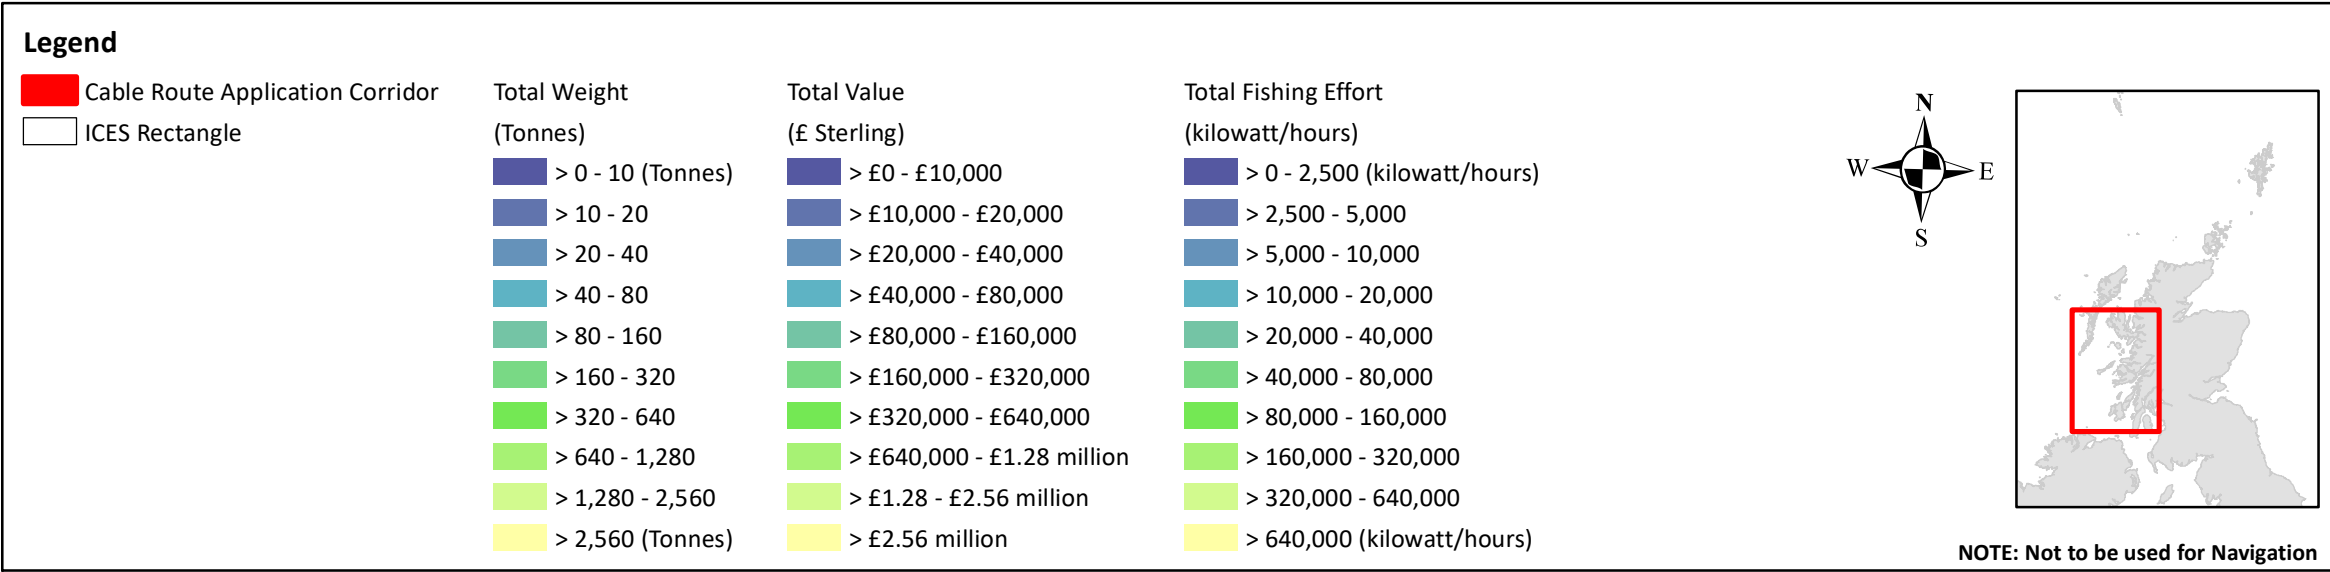 Legend
Cable Route Application Corridor
ICES Rectangle
Total Weight
(Tonnes)
> 0 - 10 (Tonnes)
> 10 - 20
> 20 - 40
> 40 - 80
> 80 - 160
> 160 - 320
> 320 - 640
> 640 - 1,280
> 1,280 - 2,560
> 2,560 (Tonnes)
Total Value
(£ Sterling)
> £0 - £10,000
> £10,000 - £20,000
> £20,000 - £40,000
> £40,000 - £80,000
> £80,000 - £160,000
> £160,000 - £320,000
> £320,000 - £640,000
> £640,000 - £1.28 million
> £1.28 - £2.56 million
> £2.56 million
Total Fishing Effort
(kilowatt/hours)
> 0 - 2,500 (kilowatt/hours)
> 2,500 - 5,000
> 5,000 - 10,000
> 10,000 - 20,000
> 20,000 - 40,000
> 40,000 - 80,000
> 80,000 - 160,000
> 160,000 - 320,000
> 320,000 - 640,000
> 640,000 (kilowatt/hours)
N
W E
S
NOTE: Not to be used for Navigation